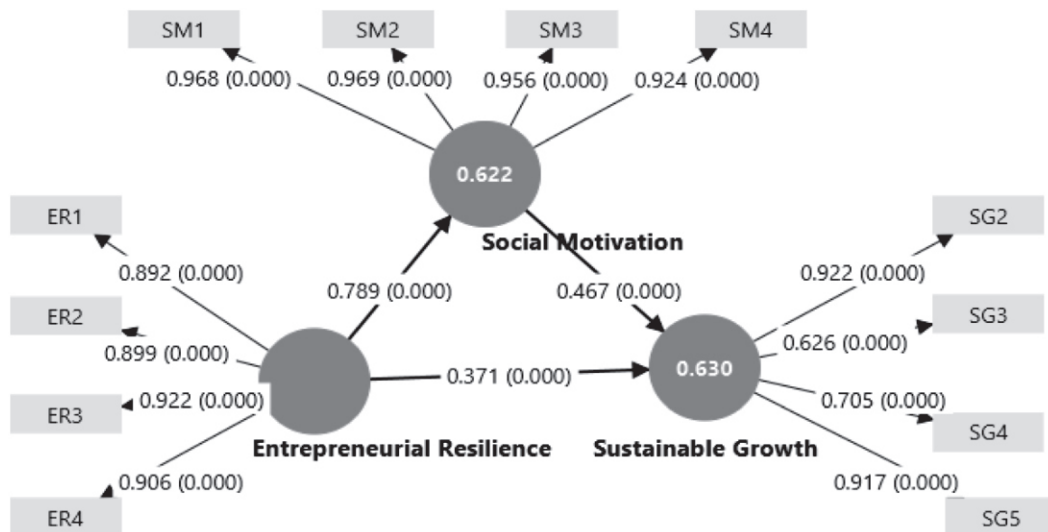 SM1 SM2 SM3 SM4
0.968 (0.000) 0.969 (0.000) 0.956 (0.000) 0.924 (0.000)
0.622
ER1 SG2
Social Motivation
0.892 (0.000) 0.922 (0.000)
0.789 (0.000) 0.467 (0.000)
ER2 SG3
0.626 (0.000)
0.899 (0.000)
0.371 (0.000) 0.630
0.922 (0.000) 0.705 (0.000)
ER3 SG4
Entrepreneurial Resilience Sustainable Growth
0.906 (0.000) 0.917 (0.000)
ER4 SG5